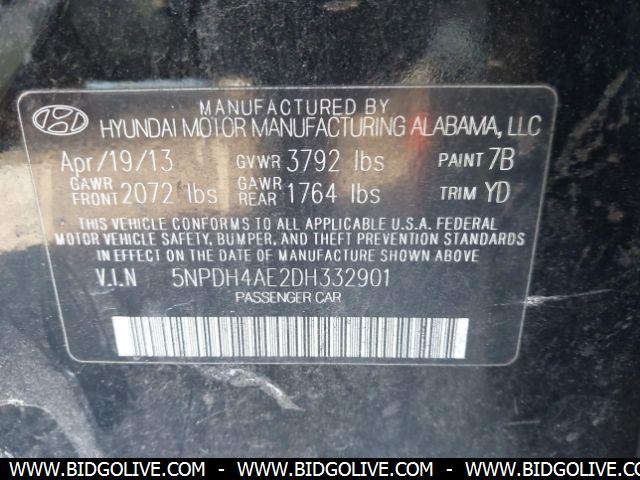 MANUFACTURED BY
HYUNDAI MOTOR MANUFACTURING ALABAMA, LLC
Apr/19/13 GVWR 3792 lbs PAINT 7B
GAWR FRONT 2072 lbs GAWR REAR 1764 lbs TRIM YD
THIS VEHICLE CONFORMS TO ALL APPLICABLE U.S.A. FEDERAL
MOTOR VEHICLE SAFETY, BUMPER, AND THEFT PREVENTION STANDARDS
IN EFFECT ON THE DATE OF MANUFACTURE SHOWN ABOVE.
V.I.N 5NPDH4AE2DH332901
PASSENGER CAR
WWW.BIDGOLIVE.COM - WWW.BIDGOLIVE.COM - WWW.BIDGOLIVE.COM